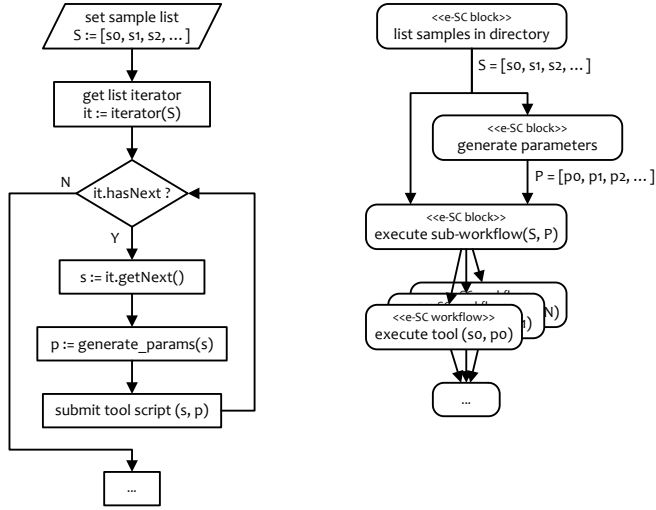 set sample list
S := [s0, s1, s2, …]
get list iterator
it := iterator(S)
it.hasNext ?
N
Y
s := it.getNext()
p := generate_params(s)
submit tool script (s, p)
...
<<e-SC block>>
list samples in directory
S = [s0, s1, s2, …]
<<e-SC block>>
generate parameters
P = [p0, p1, p2, …]
<<e-SC block>>
execute sub-workflow(S, P)
N)
1)
<<e-SC workflow>>
execute tool (s0, p0)
...